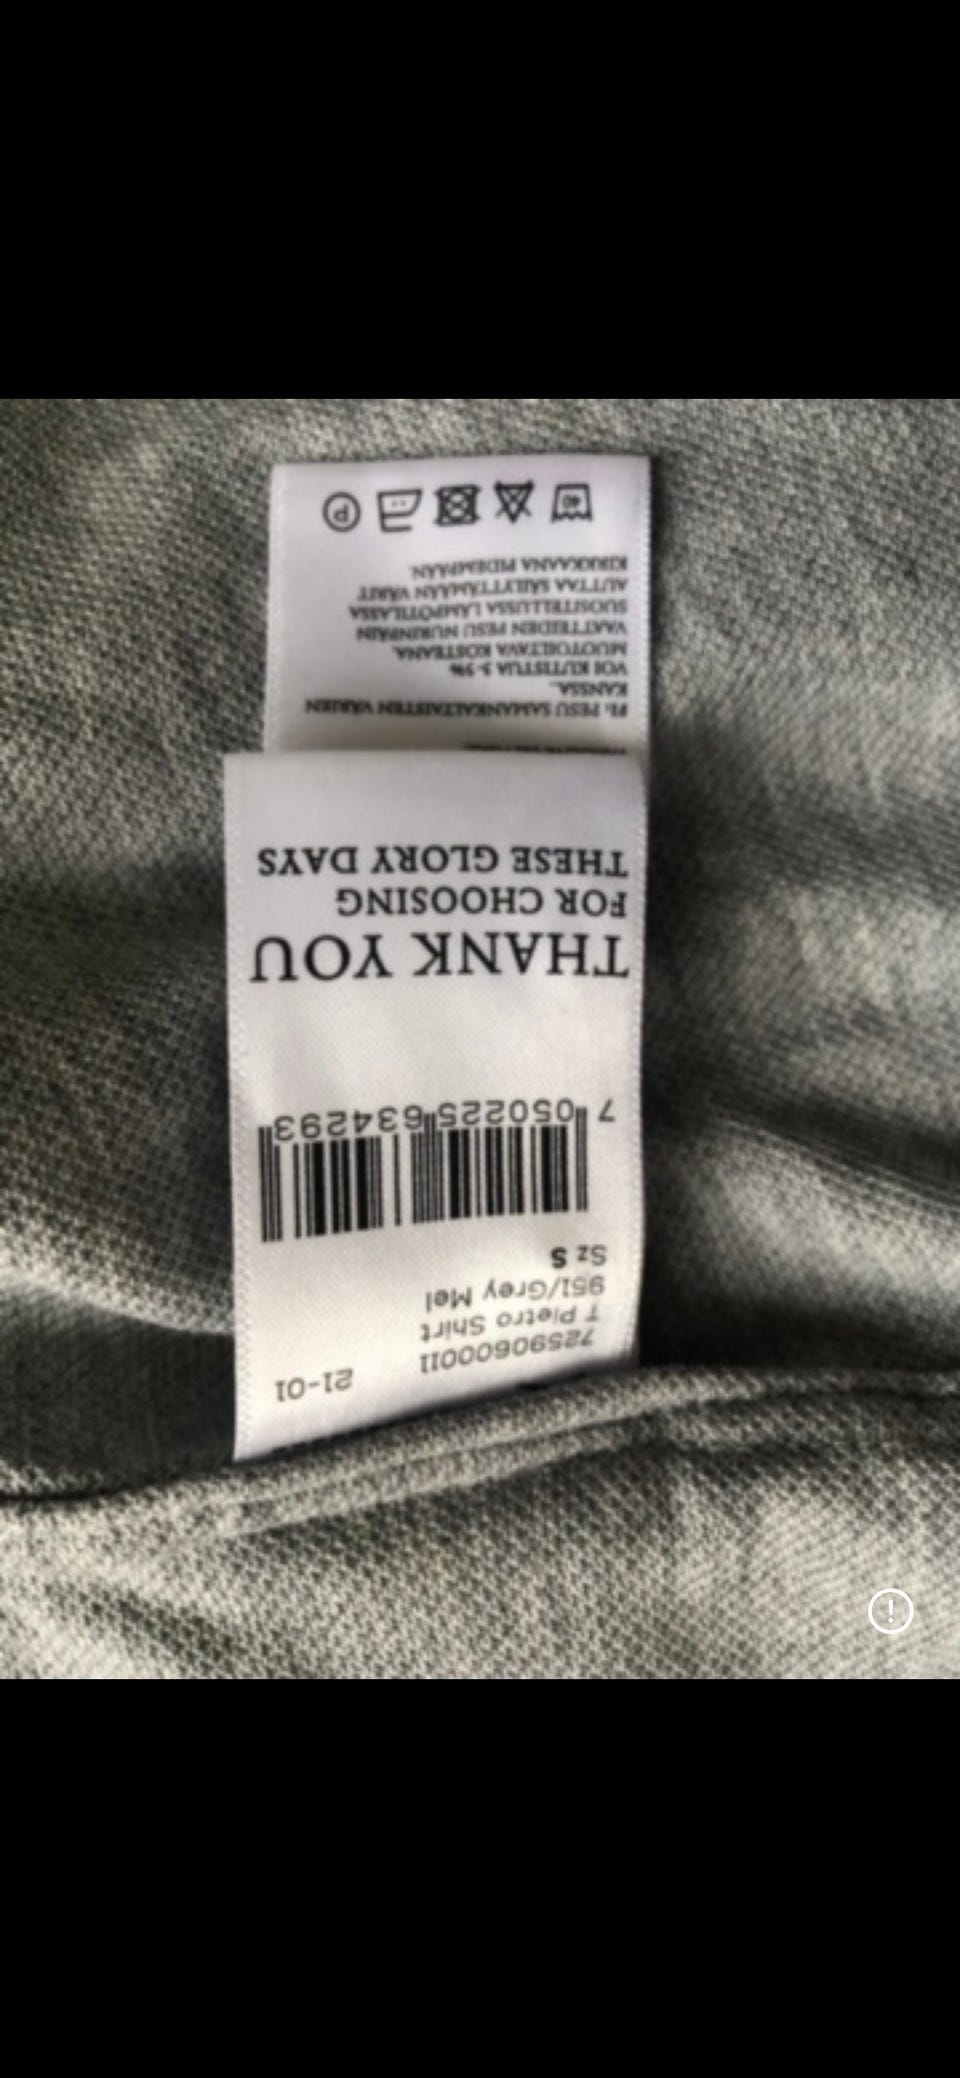 72590600011 21-01
T Pietro Shirt
951/Grey Mel
Sz S
7 050225 634293
THANK YOU
FOR CHOOSING
THESE GLORY DAYS
FI: PESU SAMANKALTAISTEN VÄRIEN
KANSSA.
VOI KUTISTUA 3-5%
MUOTOILTAVA KOSTEANA.
VAATTEIDEN PESU NURINPÄIN
SUOSITELLUSSA LÄMPÖTILASSA
AUTTAA SÄILYTTÄMÄÄN VÄRIT
KIRKKAANA PIDEMPÄÄN.
40
P